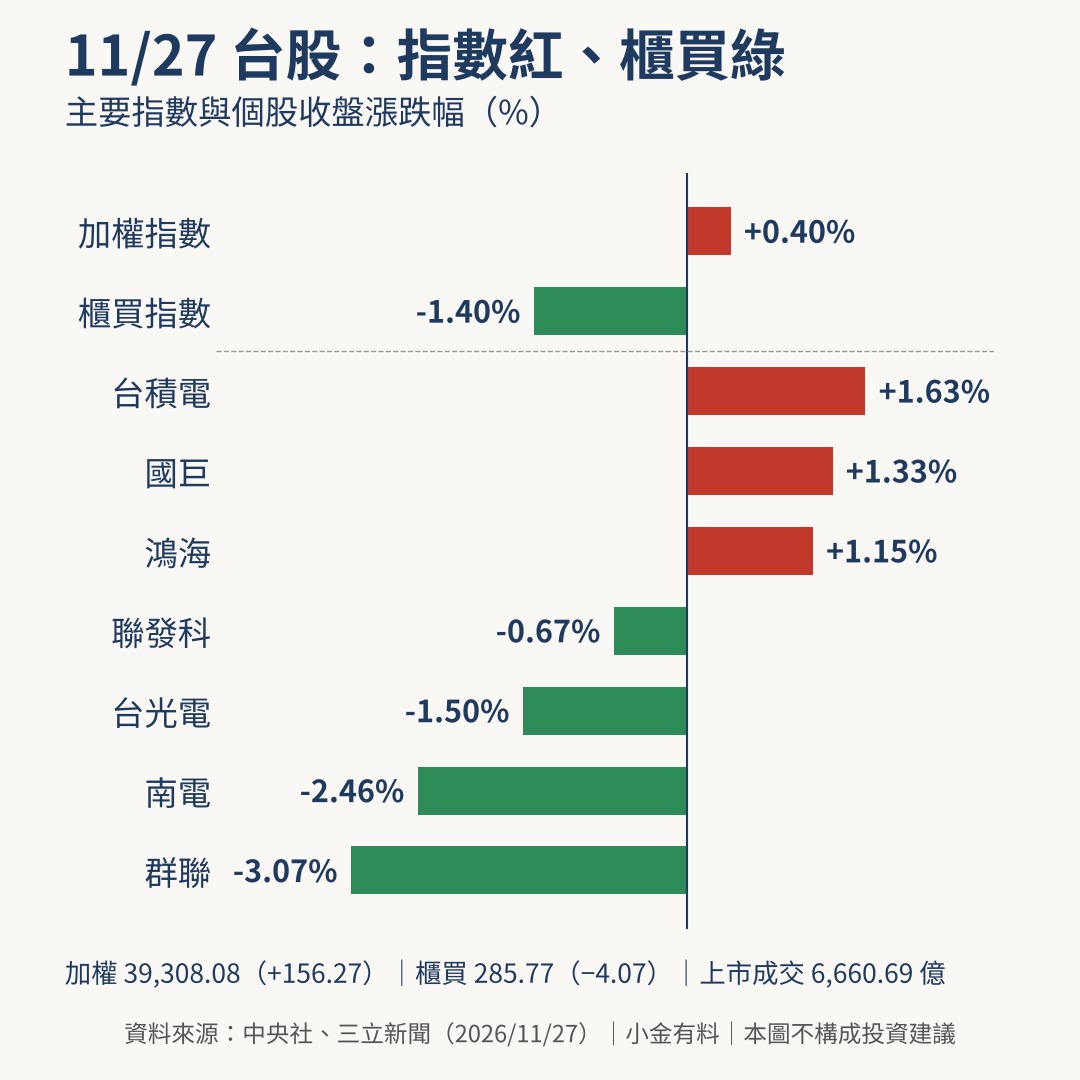 11/27 台股：指數紅、櫃買綠
主要指數與個股收盤漲跌幅（%）
加權指數 +0.40%
櫃買指數 -1.40%
台積電 +1.63%
國巨 +1.33%
鴻海 +1.15%
聯發科 -0.67%
台光電 -1.50%
南電 -2.46%
群聯 -3.07%
加權 39,308.08（+156.27）｜櫃買 285.77（−4.07）｜上市成交 6,660.69 億
資料來源：中央社、三立新聞（2026/11/27）｜小金有料｜本圖不構成投資建議